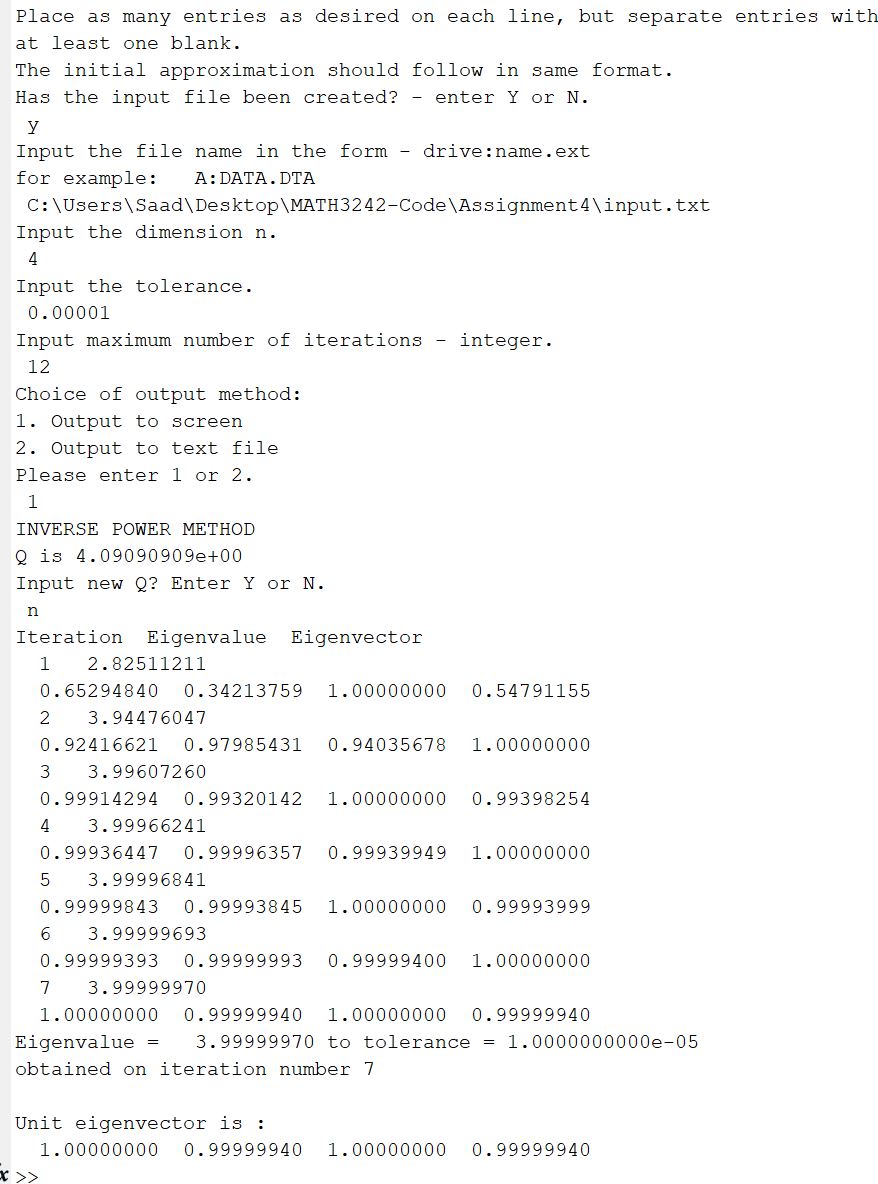 Place as many entries as desired on each line, but separate entries with
at least one blank.
The initial approximation should follow in same format.
Has the input file been created? - enter Y or N.
y
Input the file name in the form - drive:name.ext
for example:   A:DATA.DTA
C:\Users\Saad\Desktop\MATH3242-Code\Assignment4\input.txt
Input the dimension n.
4
Input the tolerance.
0.00001
Input maximum number of iterations - integer.
12
Choice of output method:
1. Output to screen
2. Output to text file
Please enter 1 or 2.
1
INVERSE POWER METHOD
Q is 4.09090909e+00
Input new Q? Enter Y or N.
n
Iteration  Eigenvalue  Eigenvector
1   2.82511211
0.65294840  0.34213759  1.00000000  0.54791155
2   3.94476047
0.92416621  0.97985431  0.94035678  1.00000000
3   3.99607260
0.99914294  0.99320142  1.00000000  0.99398254
4   3.99966241
0.99936447  0.99996357  0.99939949  1.00000000
5   3.99996841
0.99999843  0.99993845  1.00000000  0.99993999
6   3.99999693
0.99999393  0.99999993  0.99999400  1.00000000
7   3.99999970
1.00000000  0.99999940  1.00000000  0.99999940
Eigenvalue =   3.99999970 to tolerance = 1.0000000000e-05
obtained on iteration number 7
Unit eigenvector is :
1.00000000  0.99999940  1.00000000  0.99999940
>>